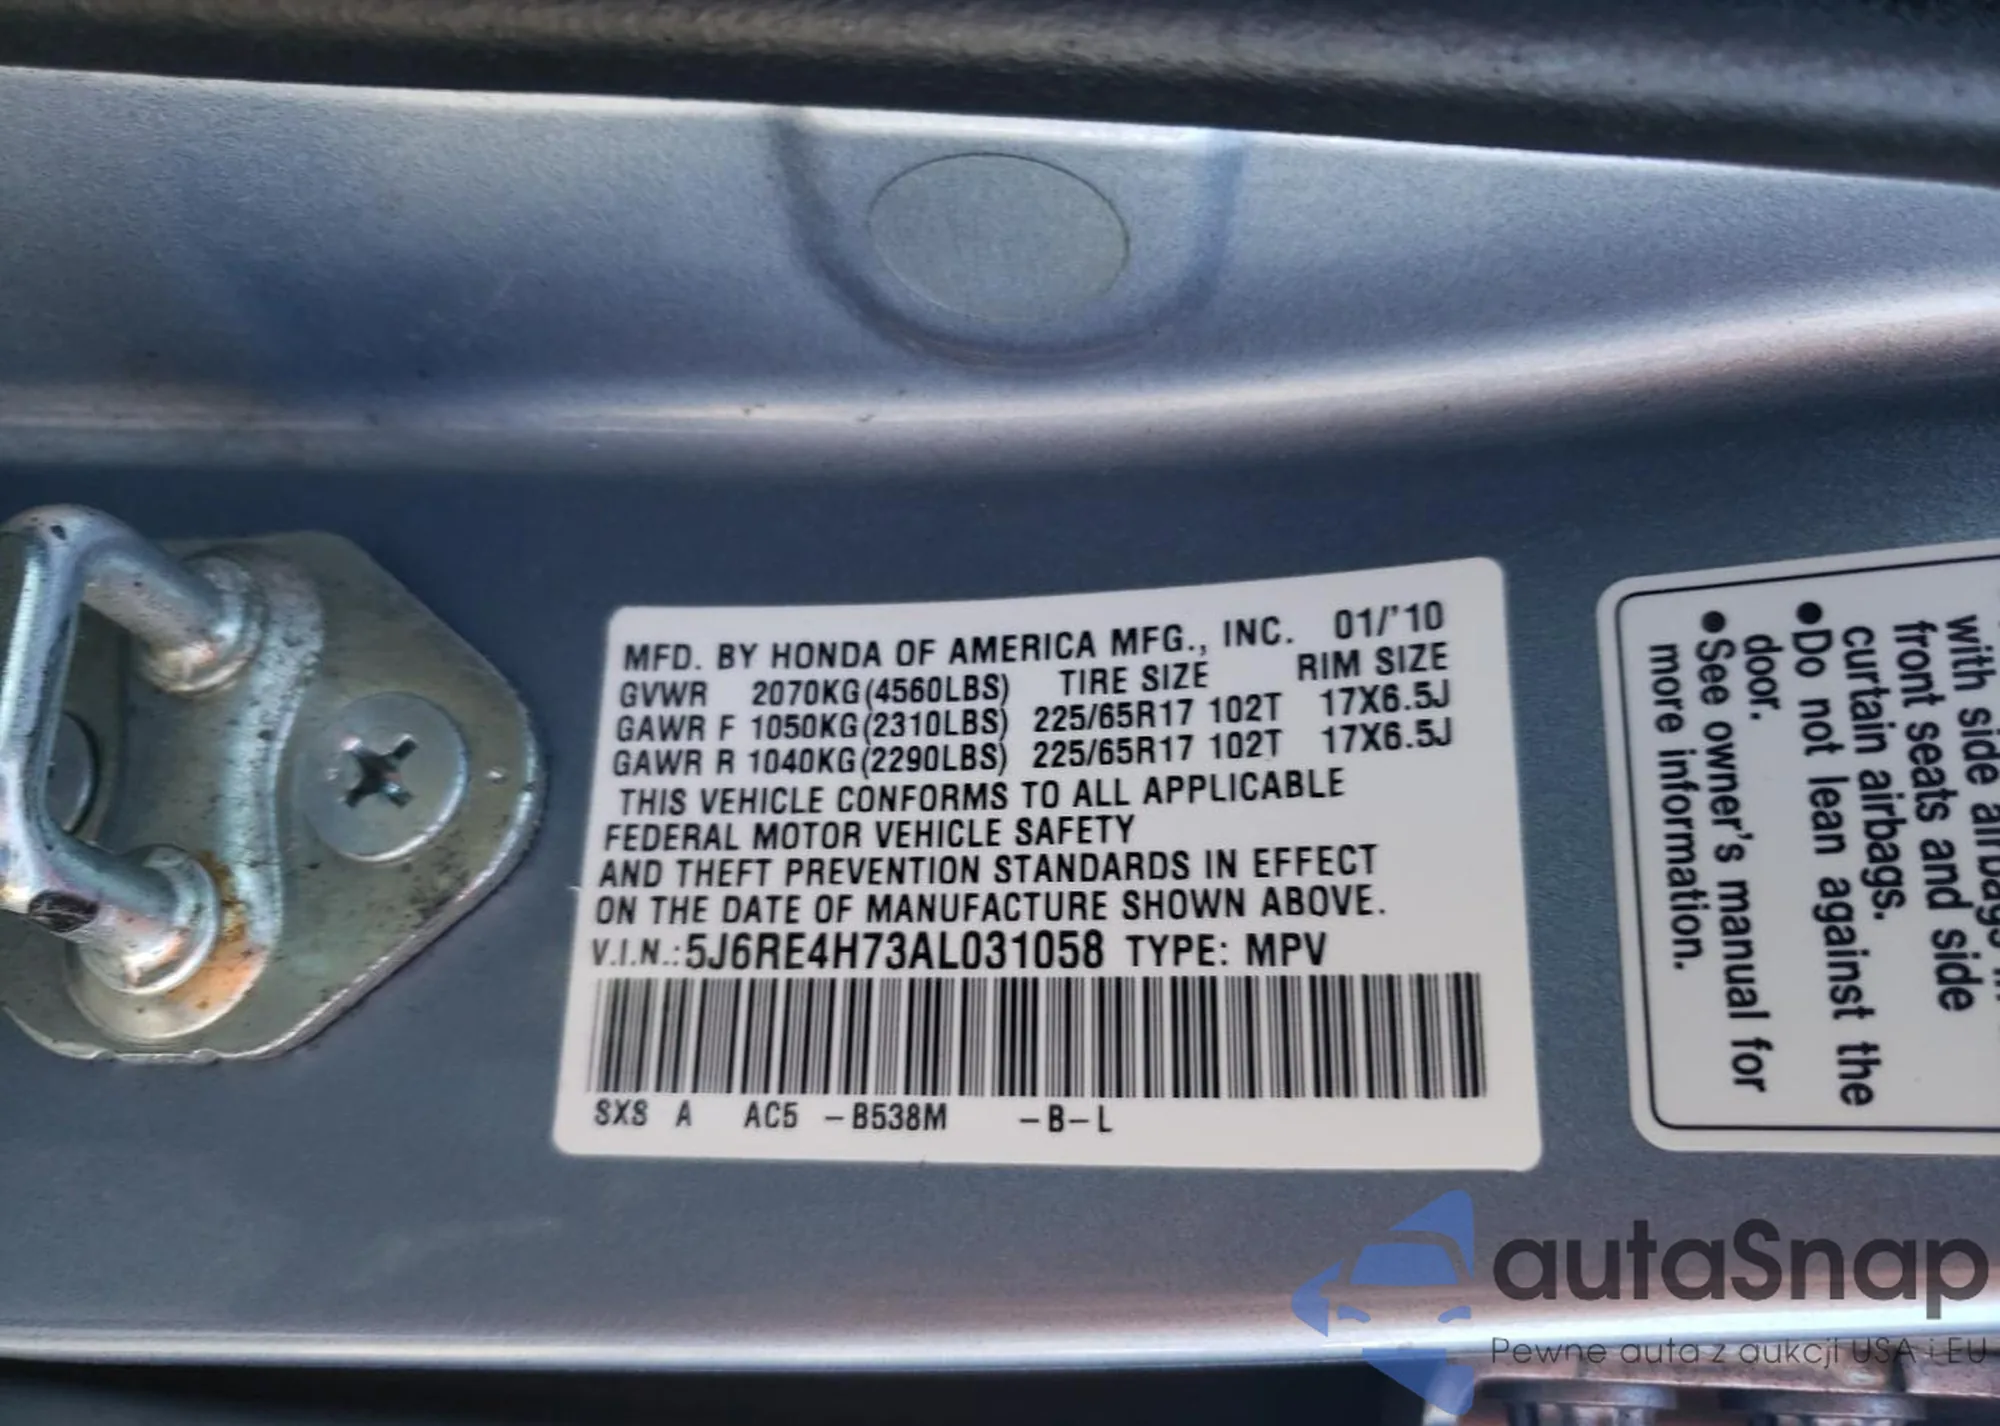 MFD. BY HONDA OF AMERICA MFG., INC. 01/'10
GVWR 2070KG(4560LBS) TIRE SIZE RIM SIZE
GAWR F 1050KG(2310LBS) 225/65R17 102T 17X6.5J
GAWR R 1040KG(2290LBS) 225/65R17 102T 17X6.5J
THIS VEHICLE CONFORMS TO ALL APPLICABLE
FEDERAL MOTOR VEHICLE SAFETY
AND THEFT PREVENTION STANDARDS IN EFFECT
ON THE DATE OF MANUFACTURE SHOWN ABOVE.
V.I.N.:5J6RE4H73AL031058 TYPE: MPV
SXS A AC5 -B538M -B-L
with side airbags in
front seats and side
curtain airbags.
●Do not lean against the
door.
●See owner's manual for
more information.
autaSnap
Pewne auta z aukcji USA i EU